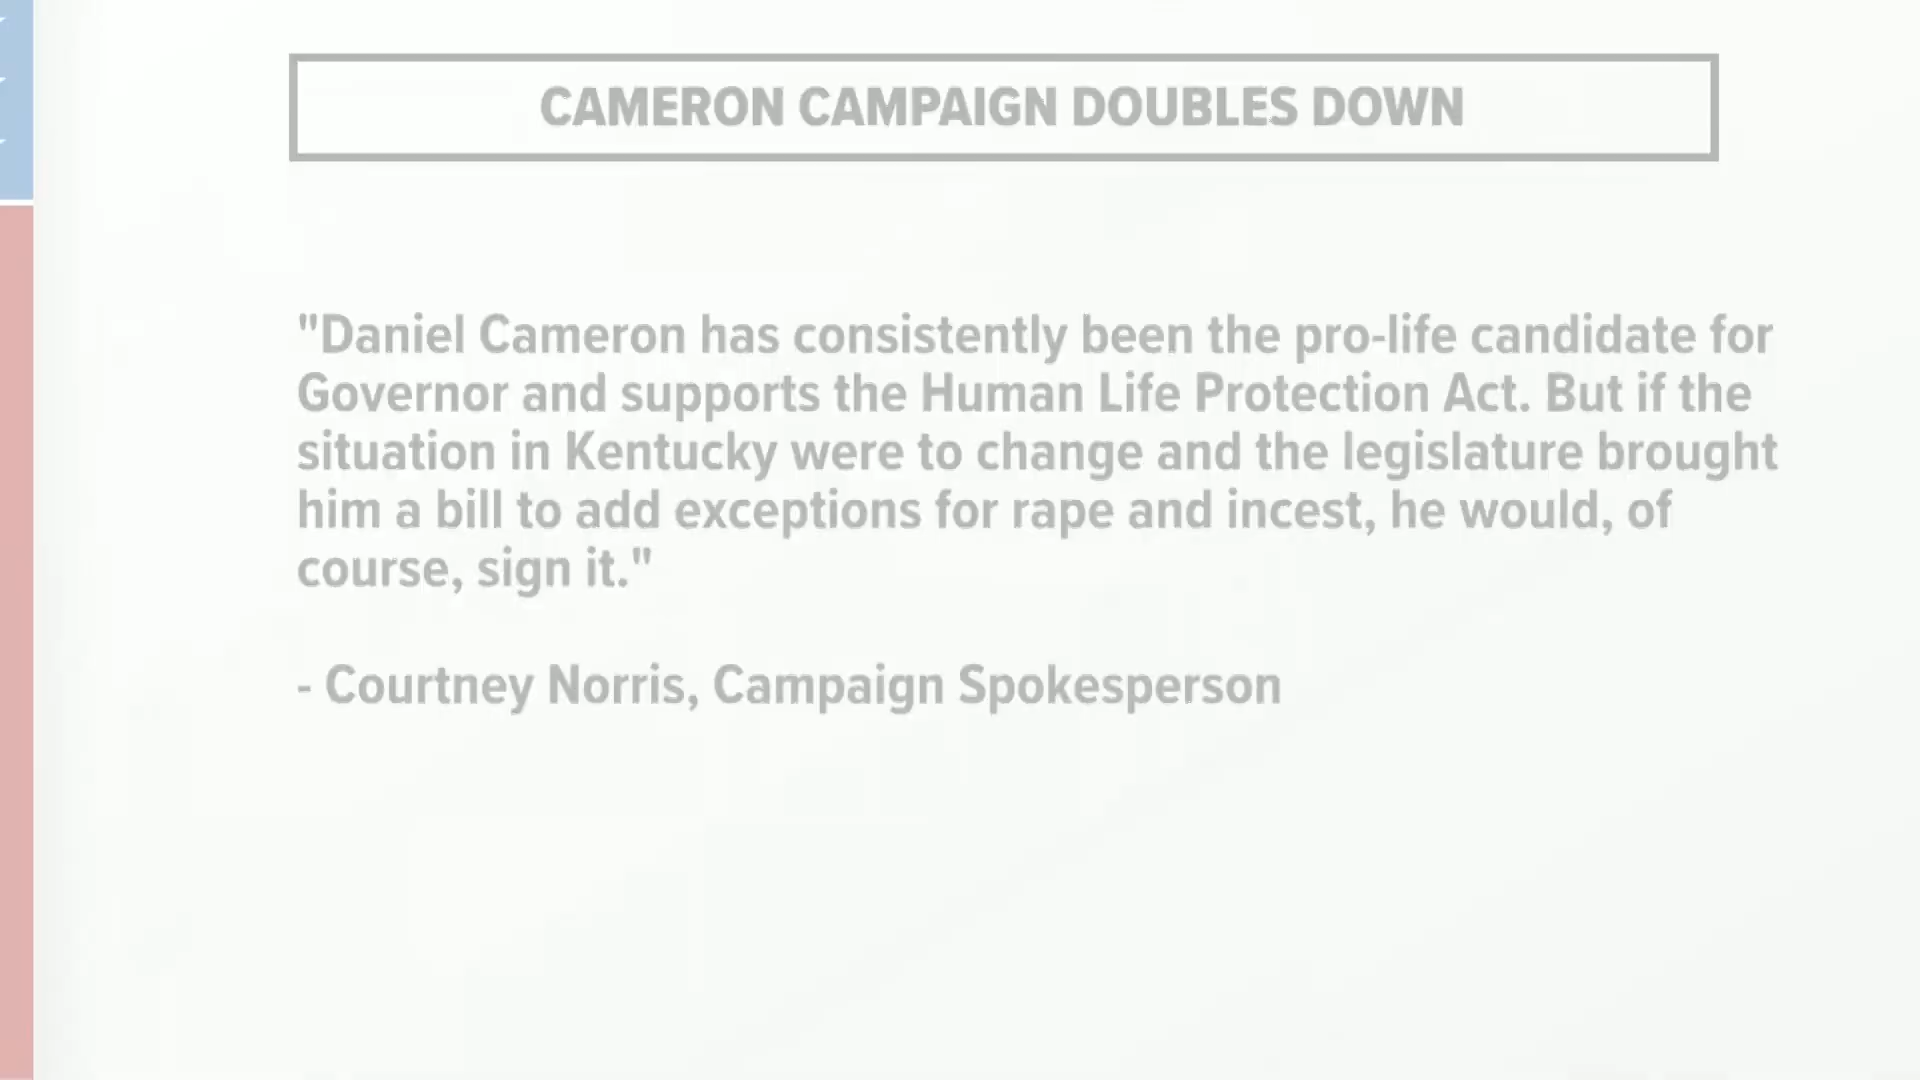 CAMERON CAMPAIGN DOUBLES DOWN
"Daniel Cameron has consistently been the pro-life candidate for
Governor and supports the Human Life Protection Act. But if the
situation in Kentucky were to change and the legislature brought
him a bill to add exceptions for rape and incest, he would, of
course, sign it."
- Courtney Norris, Campaign Spokesperson